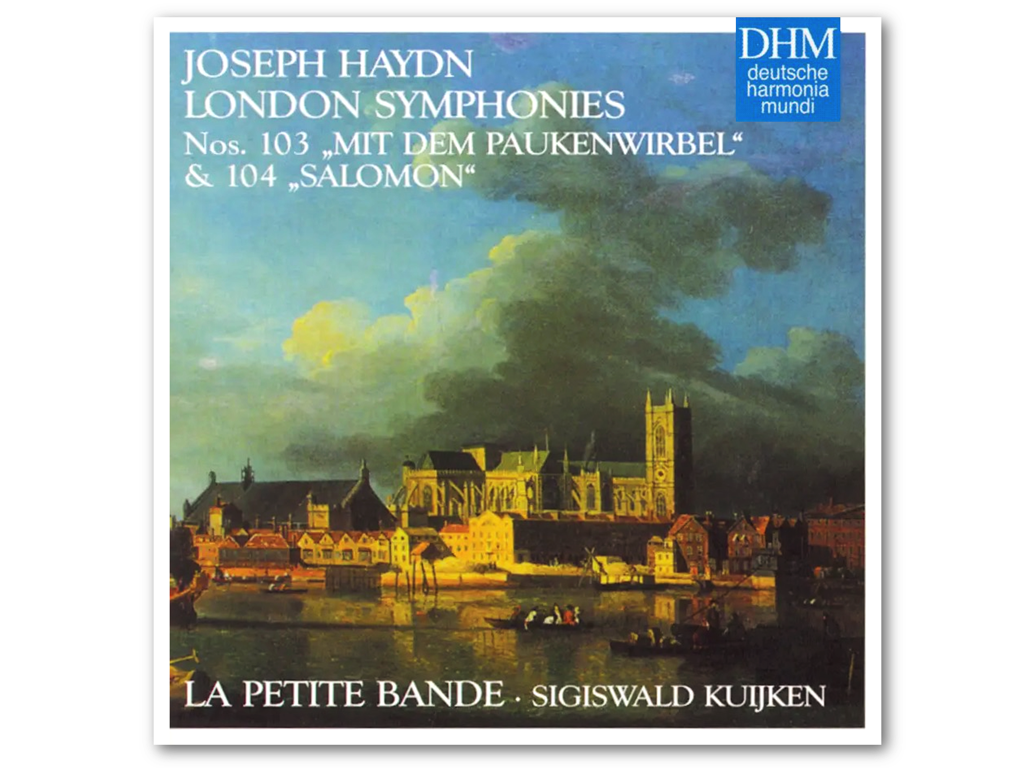 JOSEPH HAYDN
LONDON SYMPHONIES
Nos. 103 „MIT DEM PAUKENWIRBEL“
& 104 „SALOMON“
DHM
deutsche
harmonia
mundi
LA PETITE BANDE · SIGISWALD KUIJKEN